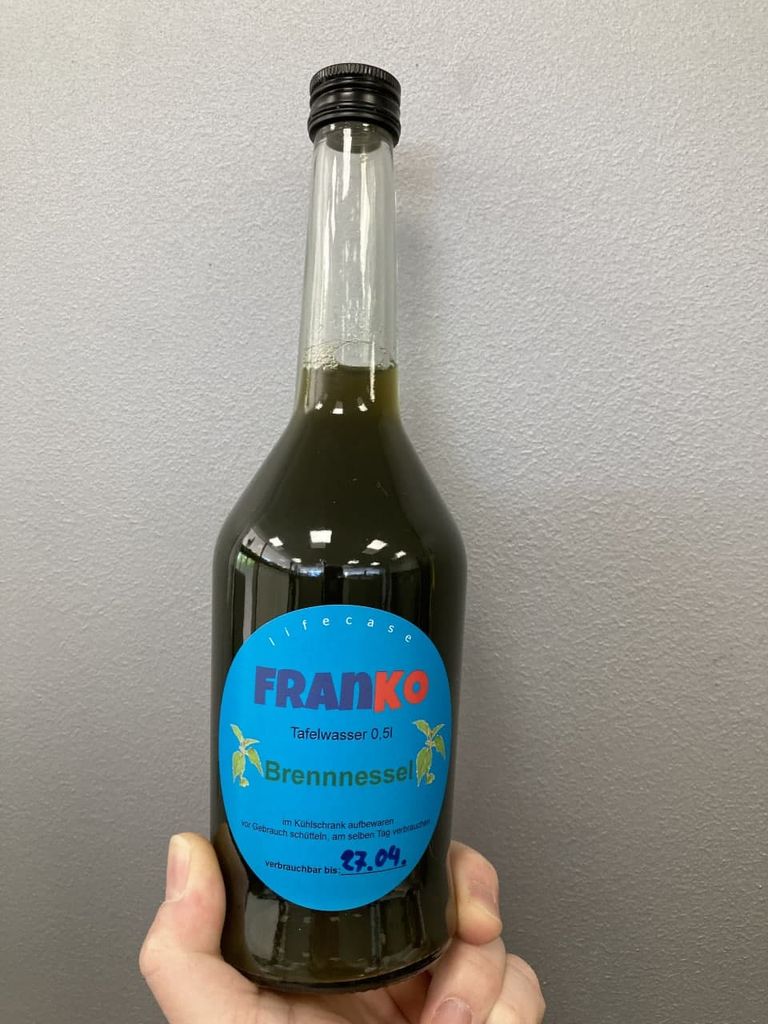 lifecase
FRANKO
Tafelwasser 0,5l
Brennnessel
im Kühlschrank aufbewaren
vor Gebrauch schütteln, am selben Tag verbrauchen
verbrauchbar bis: 27.04.